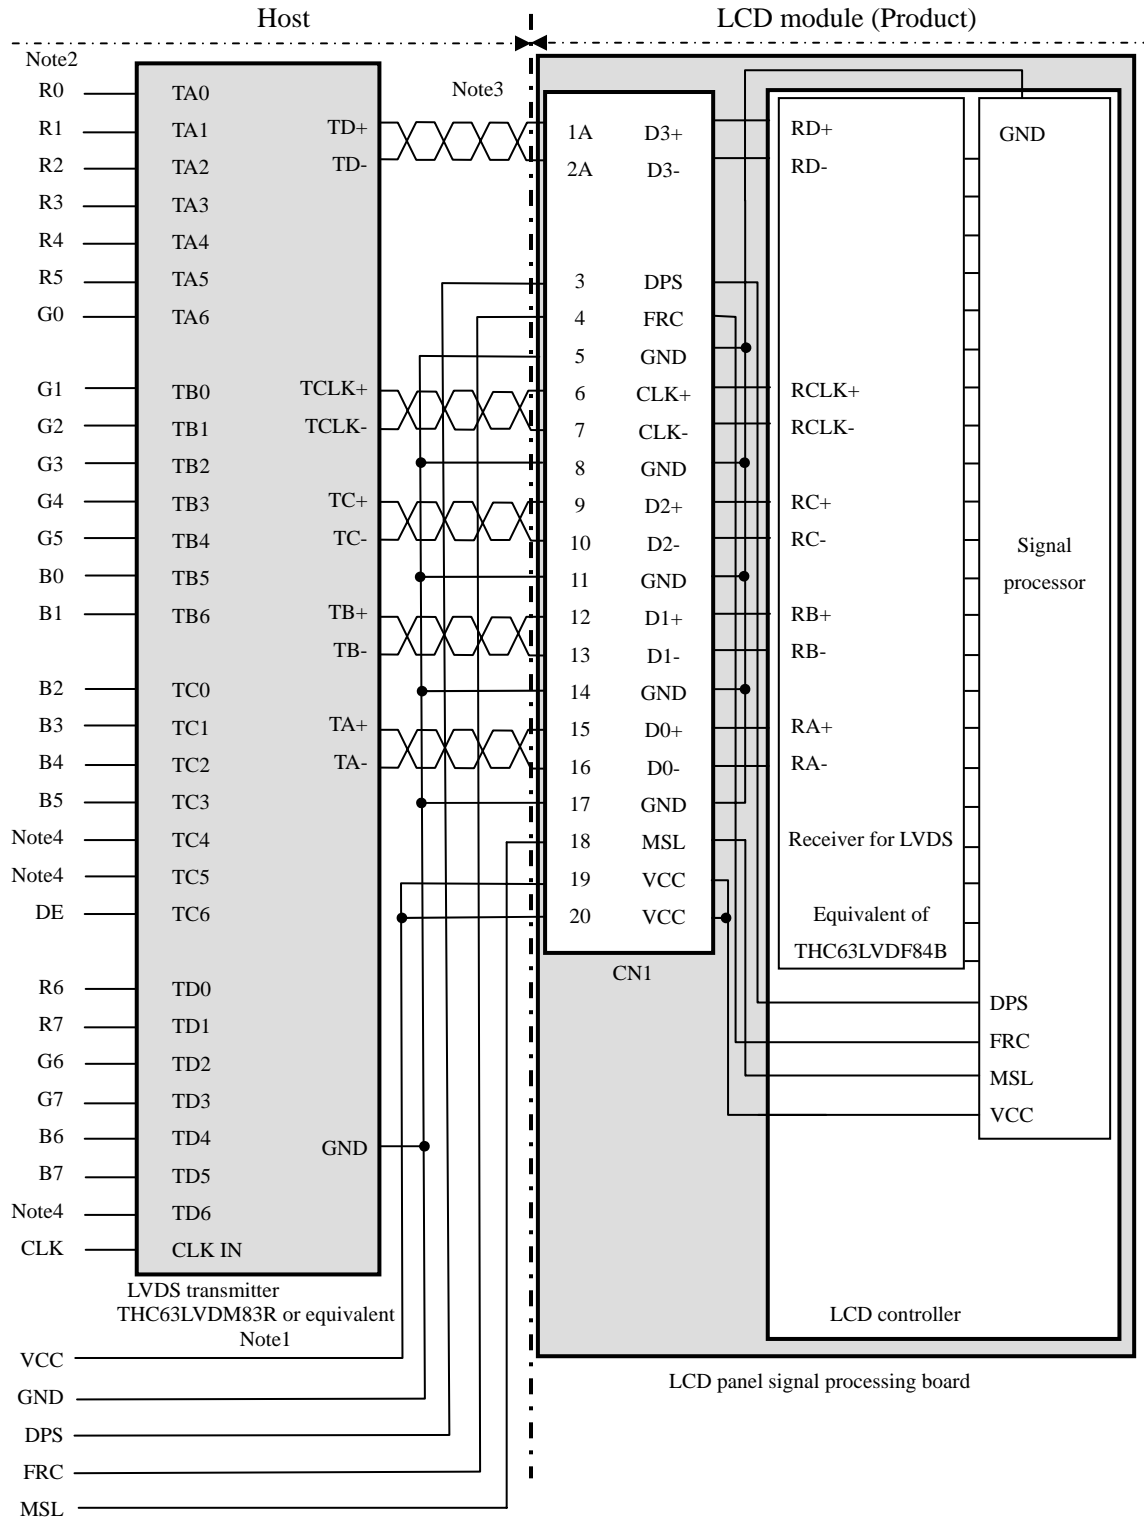 Host
LCD module (Product)
Note2
R0
R1
R2
R3
R4
R5
G0
G1
G2
G3
G4
G5
B0
B1
B2
B3
B4
B5
Note4
Note4
DE
R6
R7
G6
G7
B6
B7
Note4
CLK
TA0
TA1
TA2
TA3
TA4
TA5
TA6
TB0
TB1
TB2
TB3
TB4
TB5
TB6
TC0
TC1
TC2
TC3
TC4
TC5
TC6
TD0
TD1
TD2
TD3
TD4
TD5
TD6
CLK IN
TD+
TD-
TCLK+
TCLK-
TC+
TC-
TB+
TB-
TA+
TA-
GND
LVDS transmitter
THC63LVDM83R or equivalent
Note1
VCC
GND
DPS
FRC
MSL
Note3
1A D3+
2A D3-
3 DPS
4 FRC
5 GND
6 CLK+
7 CLK-
8 GND
9 D2+
10 D2-
11 GND
12 D1+
13 D1-
14 GND
15 D0+
16 D0-
17 GND
18 MSL
19 VCC
20 VCC
CN1
RD+
RD-
RCLK+
RCLK-
RC+
RC-
RB+
RB-
RA+
RA-
Receiver for LVDS
Equivalent of
THC63LVDF84B
GND
Signal
processor
DPS
FRC
MSL
VCC
LCD controller
LCD panel signal processing board